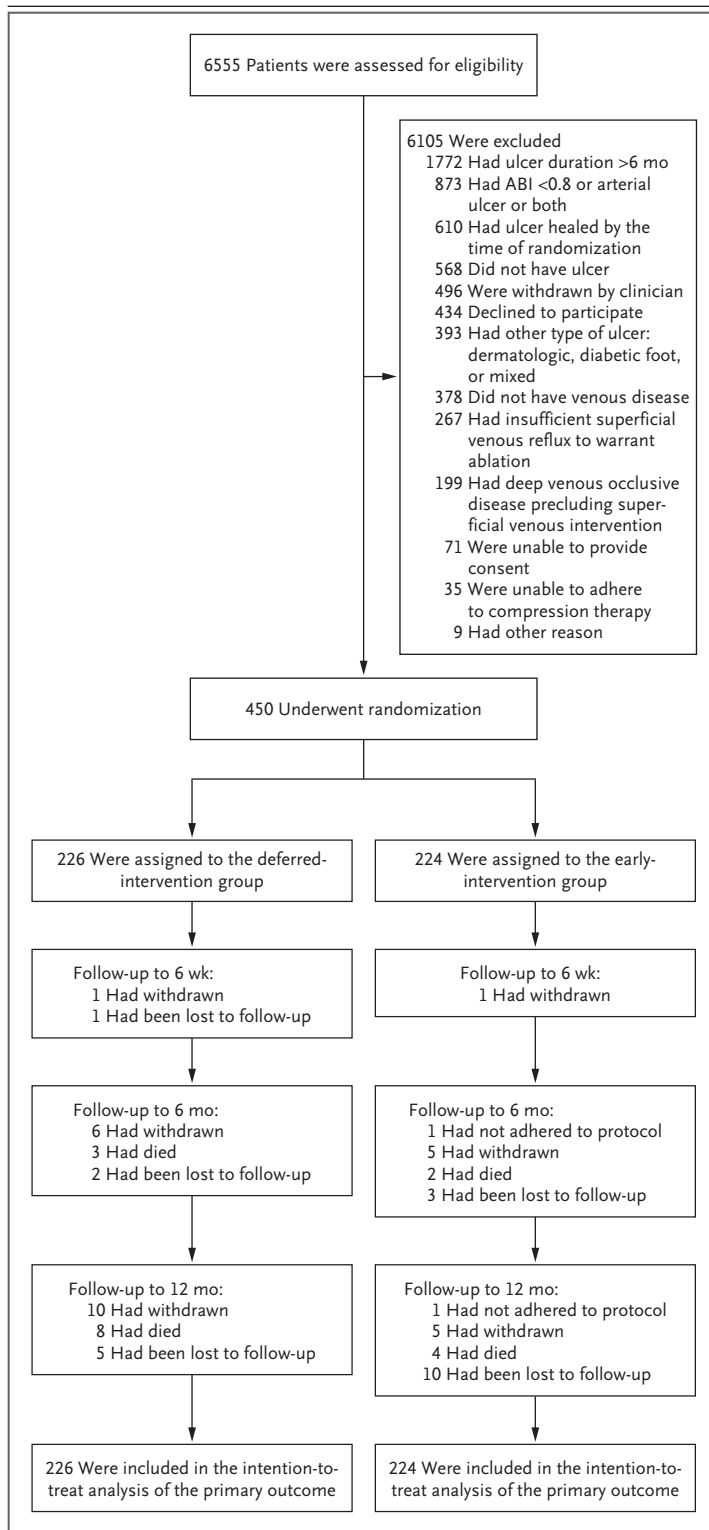 6555 Patients were assessed for eligibility
6105 Were excluded
1772 Had ulcer duration >6 mo
873 Had ABI <0.8 or arterial
ulcer or both
610 Had ulcer healed by the
time of randomization
568 Did not have ulcer
496 Were withdrawn by clinician
434 Declined to participate
393 Had other type of ulcer:
dermatologic, diabetic foot,
or mixed
378 Did not have venous disease
267 Had insufficient superficial
venous reflux to warrant
ablation
199 Had deep venous occlusive
disease precluding super-
ficial venous intervention
71 Were unable to provide
consent
35 Were unable to adhere
to compression therapy
9 Had other reason
450 Underwent randomization
226 Were assigned to the deferred-
intervention group
224 Were assigned to the early-
intervention group
Follow-up to 6 wk:
1 Had withdrawn
1 Had been lost to follow-up
Follow-up to 6 wk:
1 Had withdrawn
Follow-up to 6 mo:
6 Had withdrawn
3 Had died
2 Had been lost to follow-up
Follow-up to 6 mo:
1 Had not adhered to protocol
5 Had withdrawn
2 Had died
3 Had been lost to follow-up
Follow-up to 12 mo:
10 Had withdrawn
8 Had died
5 Had been lost to follow-up
Follow-up to 12 mo:
1 Had not adhered to protocol
5 Had withdrawn
4 Had died
10 Had been lost to follow-up
226 Were included in the intention-to-
treat analysis of the primary outcome
224 Were included in the intention-to-
treat analysis of the primary outcome